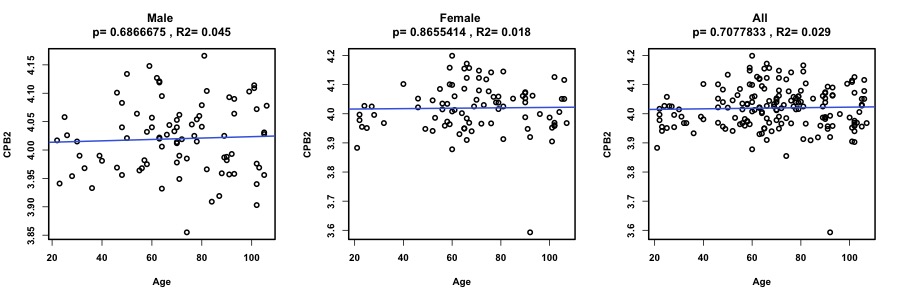 Male
p= 0.6866675 , R2= 0.045
CPB2
4.15
4.10
4.05
4.00
3.95
3.90
3.85
20 40 60 80 100
Age
Female
p= 0.8655414 , R2= 0.018
CPB2
4.2
4.1
4.0
3.9
3.8
3.7
3.6
20 40 60 80 100
Age
All
p= 0.7077833 , R2= 0.029
CPB2
4.2
4.1
4.0
3.9
3.8
3.7
3.6
20 40 60 80 100
Age